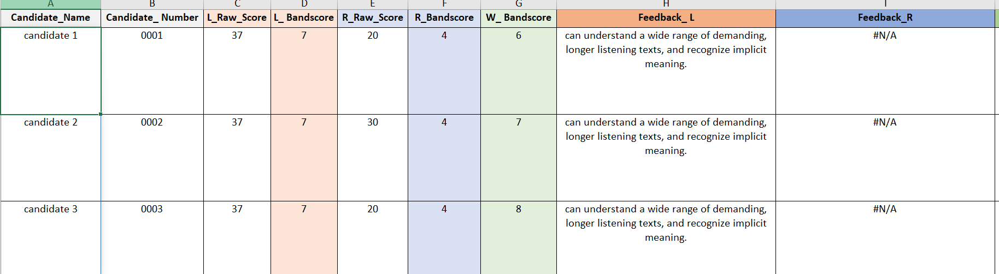 A B C D E F G H I
Candidate_Name Candidate_ Number L_Raw_Score L_ Bandscore R_Raw_Score R_Bandscore W_ Bandscore Feedback_ L Feedback_R
candidate 1 0001 37 7 20 4 6 can understand a wide range of demanding, #N/A
longer listening texts, and recognize implicit
meaning.
candidate 2 0002 37 7 30 4 7 can understand a wide range of demanding, #N/A
longer listening texts, and recognize implicit
meaning.
candidate 3 0003 37 7 20 4 8 can understand a wide range of demanding, #N/A
longer listening texts, and recognize implicit
meaning.